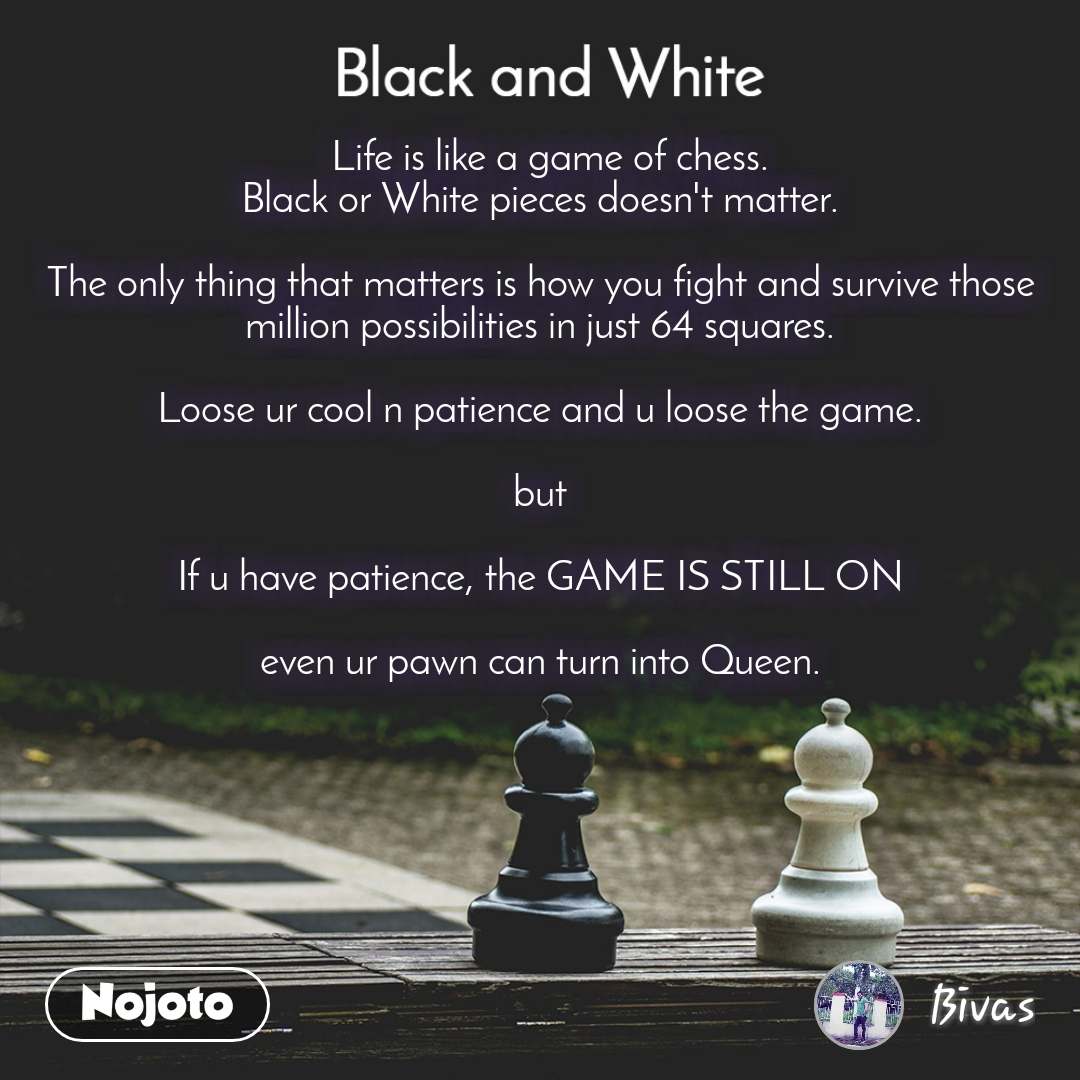 Black and White
Life is like a game of chess.
Black or White pieces doesn't matter.
The only thing that matters is how you fight and survive those
million possibilities in just 64 squares.
Loose ur cool n patience and u loose the game.
but
If u have patience, the GAME IS STILL ON
even ur pawn can turn into Queen.
Nojoto
Bivas